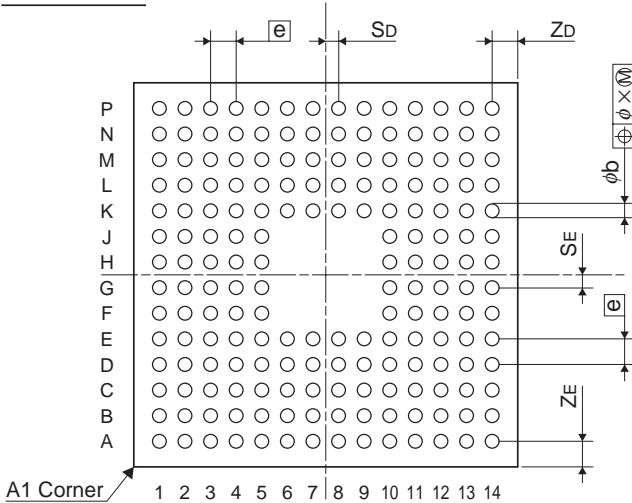 e SD ZD
⌖ ϕ × Ⓜ
P
N
M
L
K
ϕb
J
H
SE
G
F
E
e
D
C
ZE
B
A
A1 Corner
1 2 3 4 5 6 7 8 9 10 11 12 13 14